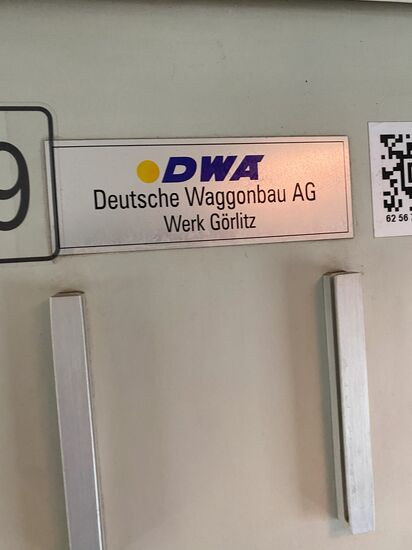 9
DWA
Deutsche Waggonbau AG
Werk Görlitz
62 56